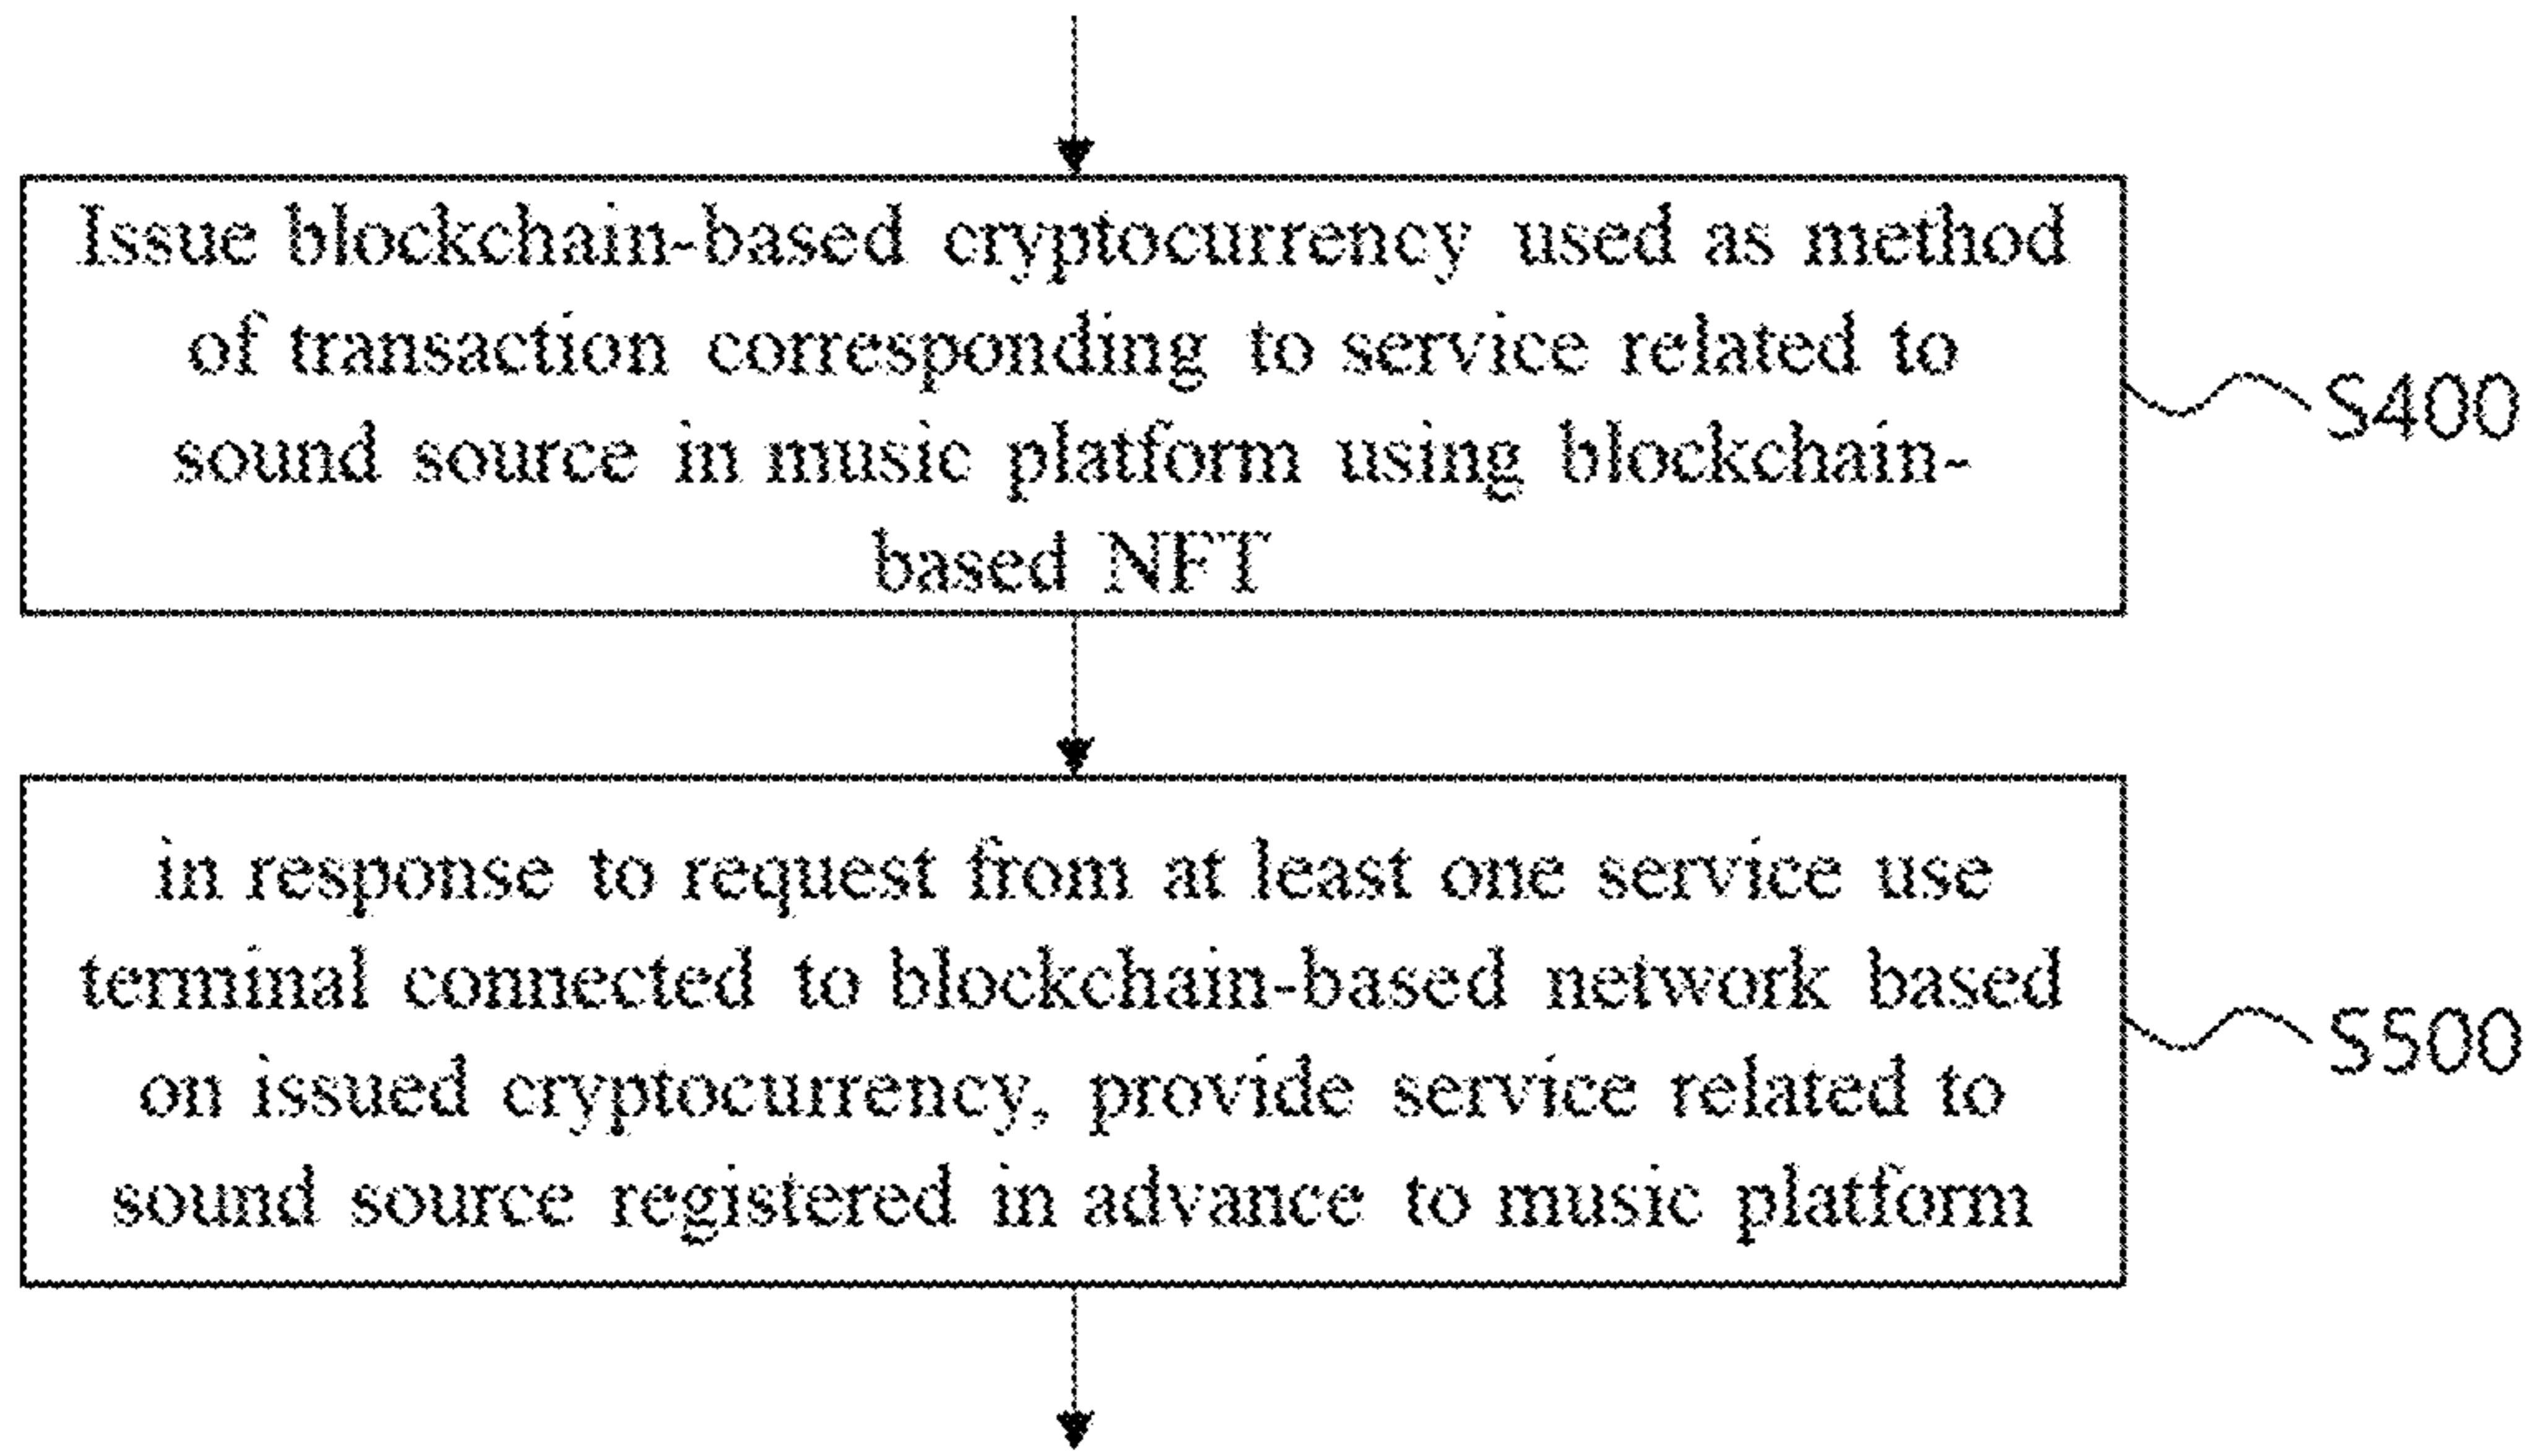 Issue blockchain-based cryptocurrency used as method
of transaction corresponding to service related to
sound source in music platform using blockchain-
based NFT
S400
in response to request from at least one service use
terminal connected to blockchain-based network based
on issued cryptocurrency, provide service related to
sound source registered in advance to music platform
S500